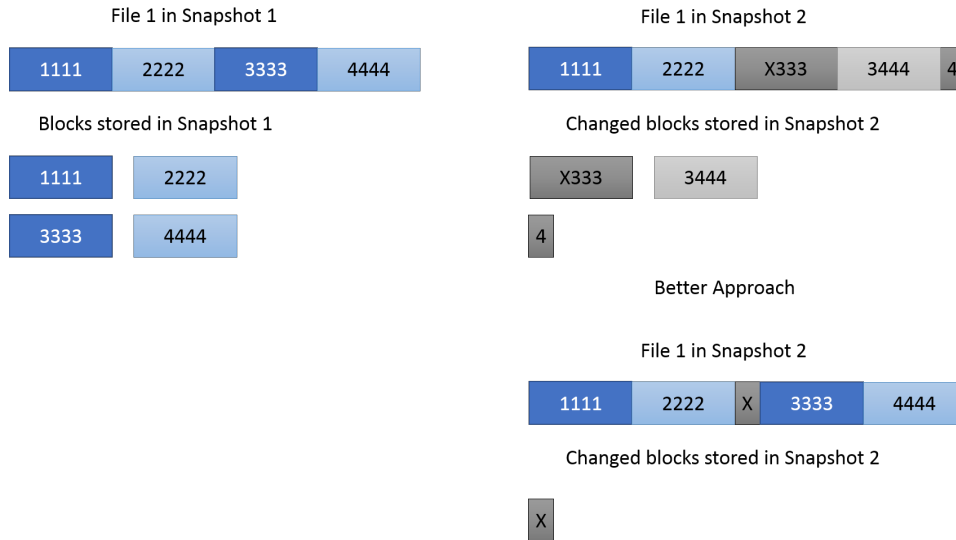 File 1 in Snapshot 1
1111 2222 3333 4444
Blocks stored in Snapshot 1
1111 2222
3333 4444
File 1 in Snapshot 2
1111 2222 X333 3444 4
Changed blocks stored in Snapshot 2
X333 3444
4
Better Approach
File 1 in Snapshot 2
1111 2222 X 3333 4444
Changed blocks stored in Snapshot 2
X